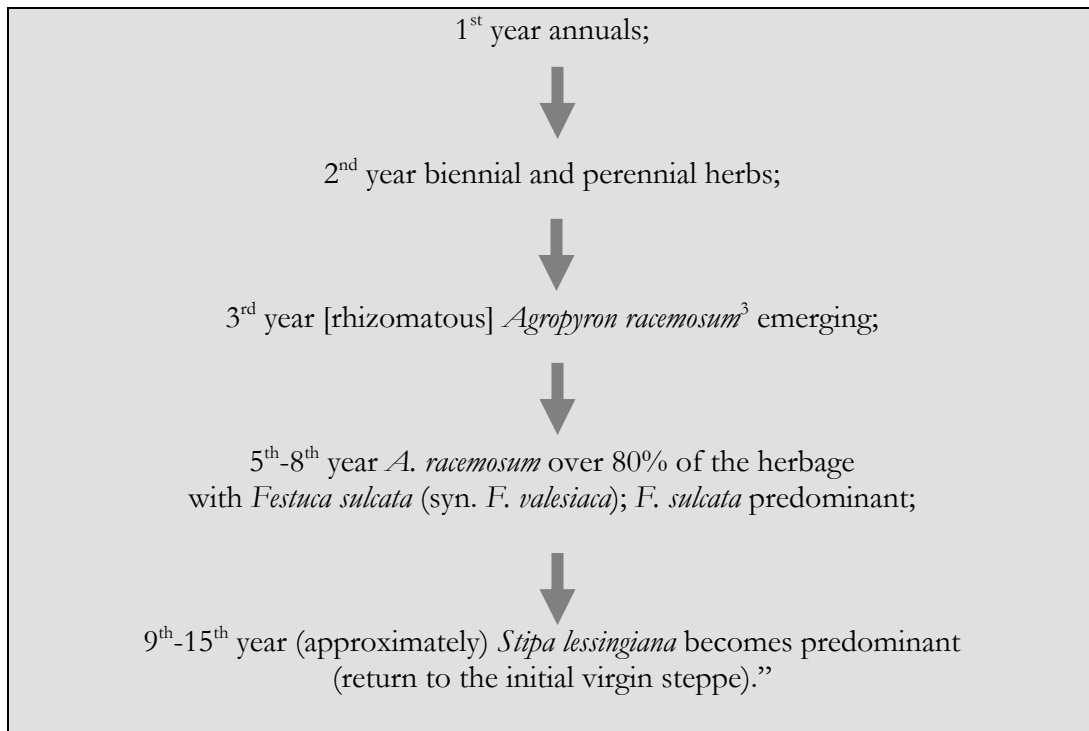 1st year annuals;
2nd year biennial and perennial herbs;
3rd year [rhizomatous] Agropyron racemosum3 emerging;
5th-8th year A. racemosum over 80% of the herbage
with Festuca sulcata (syn. F. valesiaca); F. sulcata predominant;
9th-15th year (approximately) Stipa lessingiana becomes predominant
(return to the initial virgin steppe).”